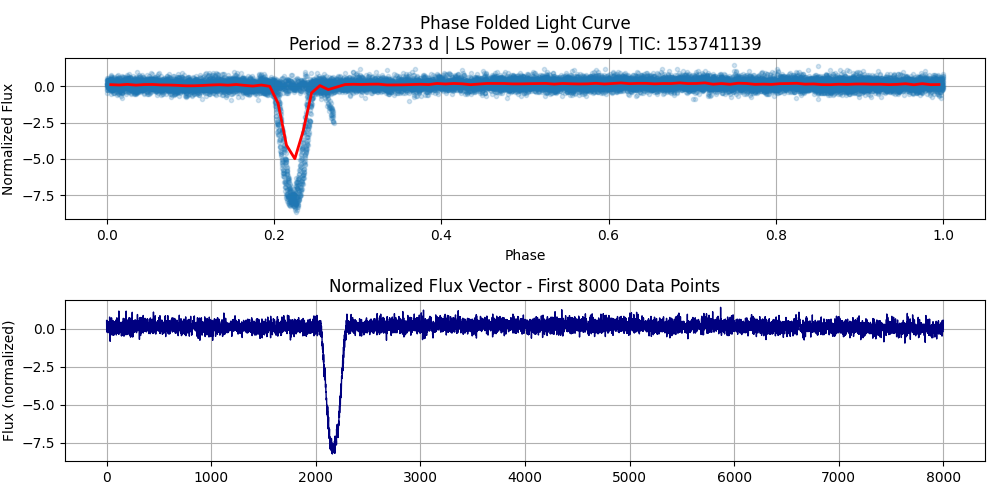 Phase Folded Light Curve
Period = 8.2733 d | LS Power = 0.0679 | TIC: 153741139
Normalized Flux
0.0
−2.5
−5.0
−7.5
0.0 0.2 0.4 0.6 0.8 1.0
Phase
Normalized Flux Vector - First 8000 Data Points
Flux (normalized)
0.0
−2.5
−5.0
−7.5
0 1000 2000 3000 4000 5000 6000 7000 8000